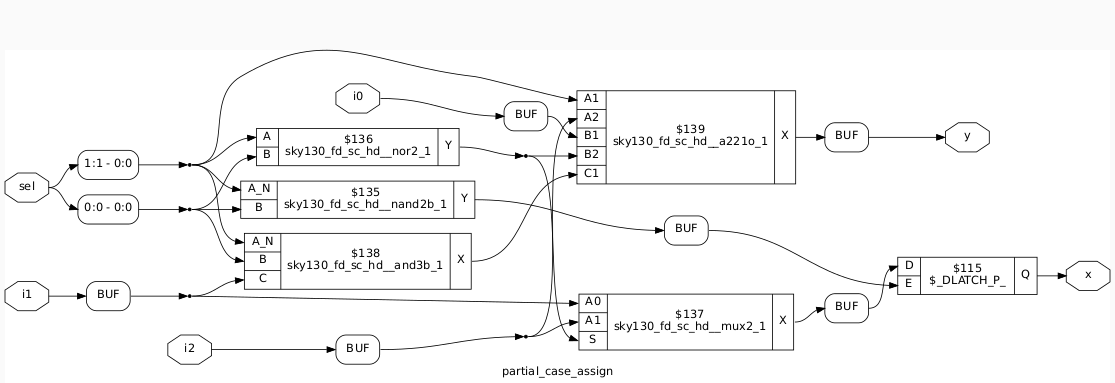 i0
BUF
A1
A2
B1
B2
C1
$139
sky130_fd_sc_hd__a221o_1
X
BUF
y
A
B
$136
sky130_fd_sc_hd__nor2_1
Y
sel
1:1 - 0:0
0:0 - 0:0
A_N
B
$135
sky130_fd_sc_hd__nand2b_1
Y
BUF
A_N
B
C
$138
sky130_fd_sc_hd__and3b_1
X
D
E
$115
$_DLATCH_P_
Q
x
i1
BUF
A0
A1
S
$137
sky130_fd_sc_hd__mux2_1
X
BUF
i2
BUF
partial_case_assign